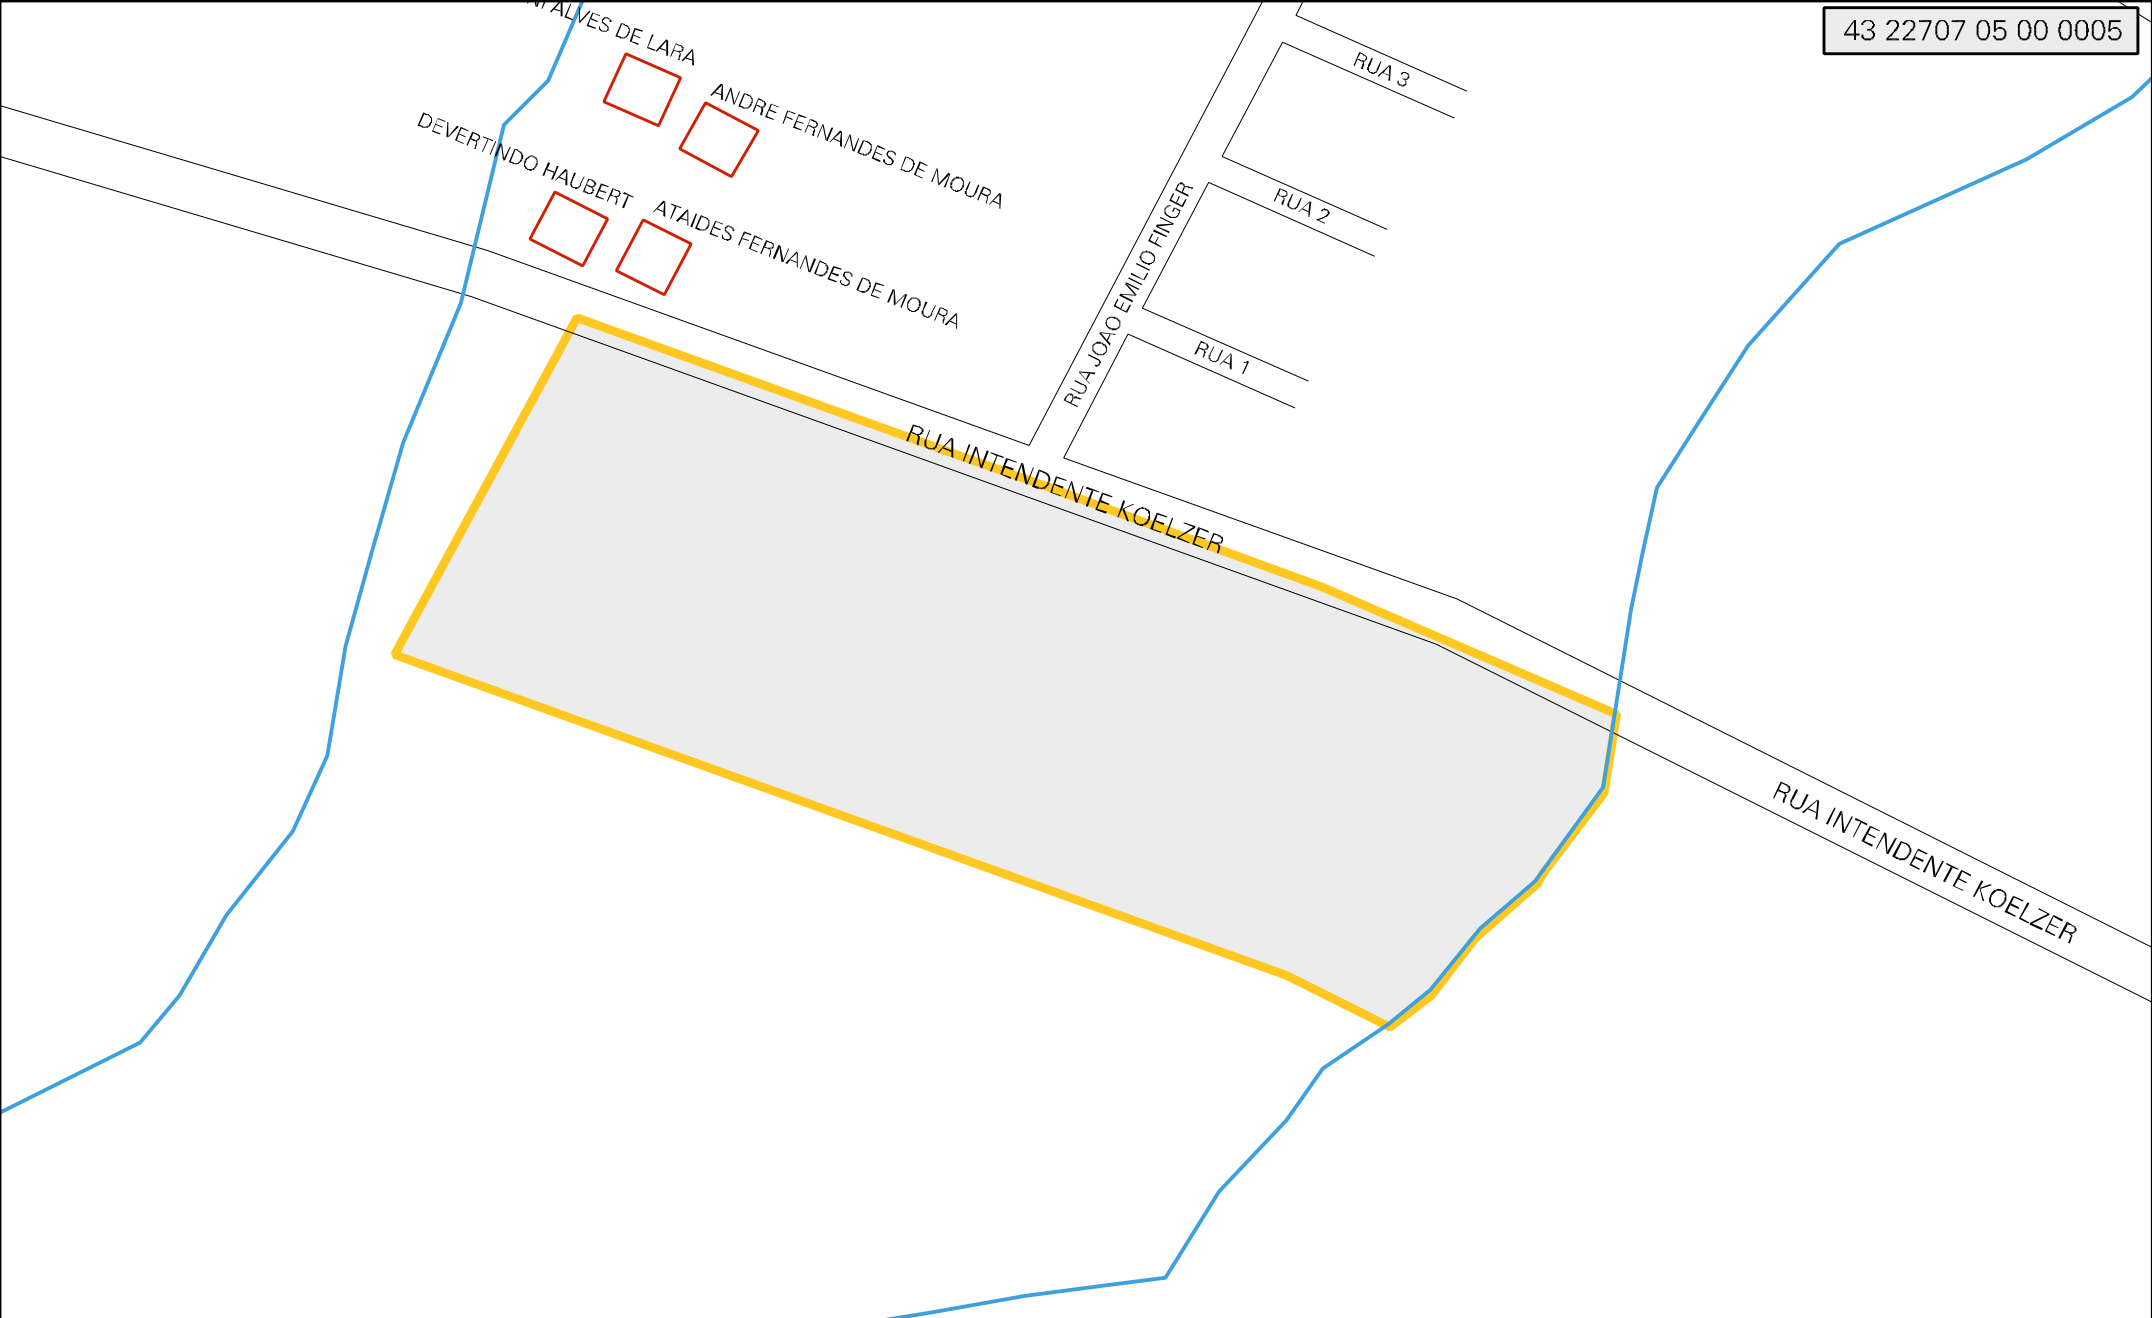 43 22707 05 00 0005
ALVES DE LARA
ANDRE FERNANDES DE MOURA
DEVERTINDO HAUBERT
ATAIDES FERNANDES DE MOURA
RUA 3
RUA 2
RUA JOAO EMILIO FINGER
RUA 1
RUA INTENDENTE KOELZER
RUA INTENDENTE KOELZER